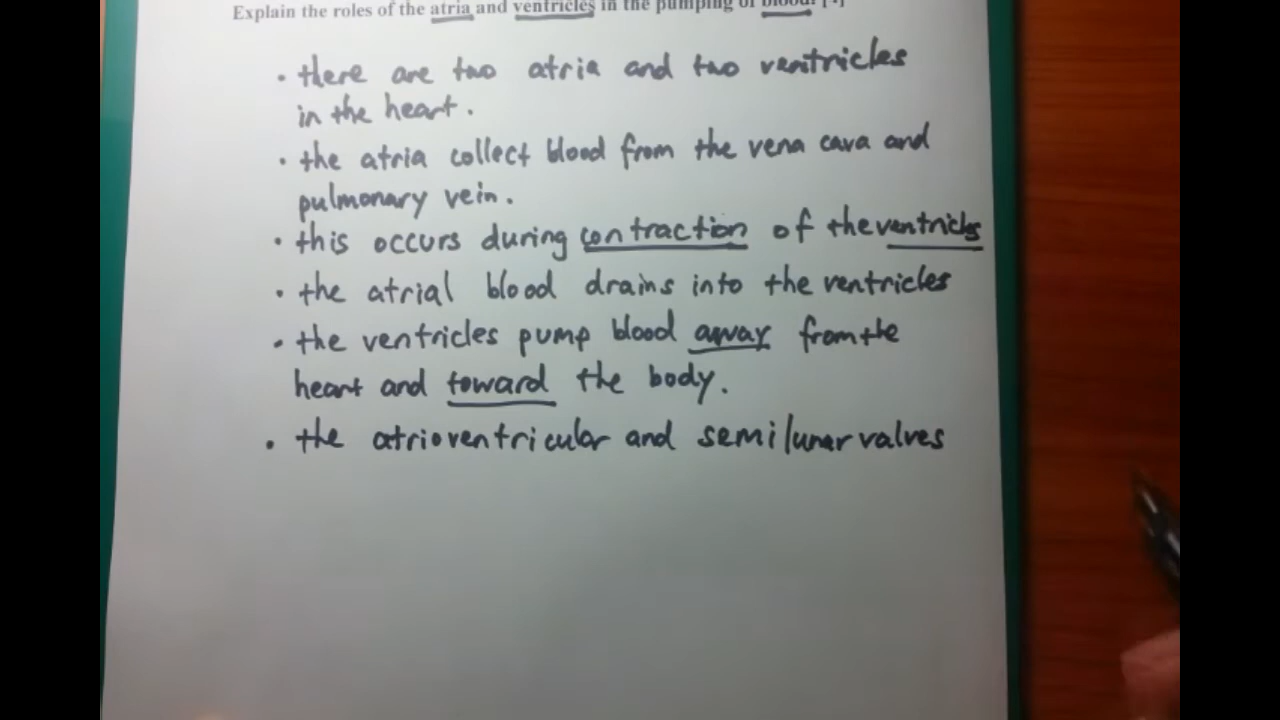 Explain the roles of the atria and ventricles in the pumping of blood.
• there are two atria and two ventricles
in the heart.
• the atria collect blood from the vena cava and
pulmonary vein.
• this occurs during contraction of the ventricles
• the atrial blood drains into the ventricles
• the ventricles pump blood away from the
heart and toward the body.
• the atrioventricular and semilunar valves